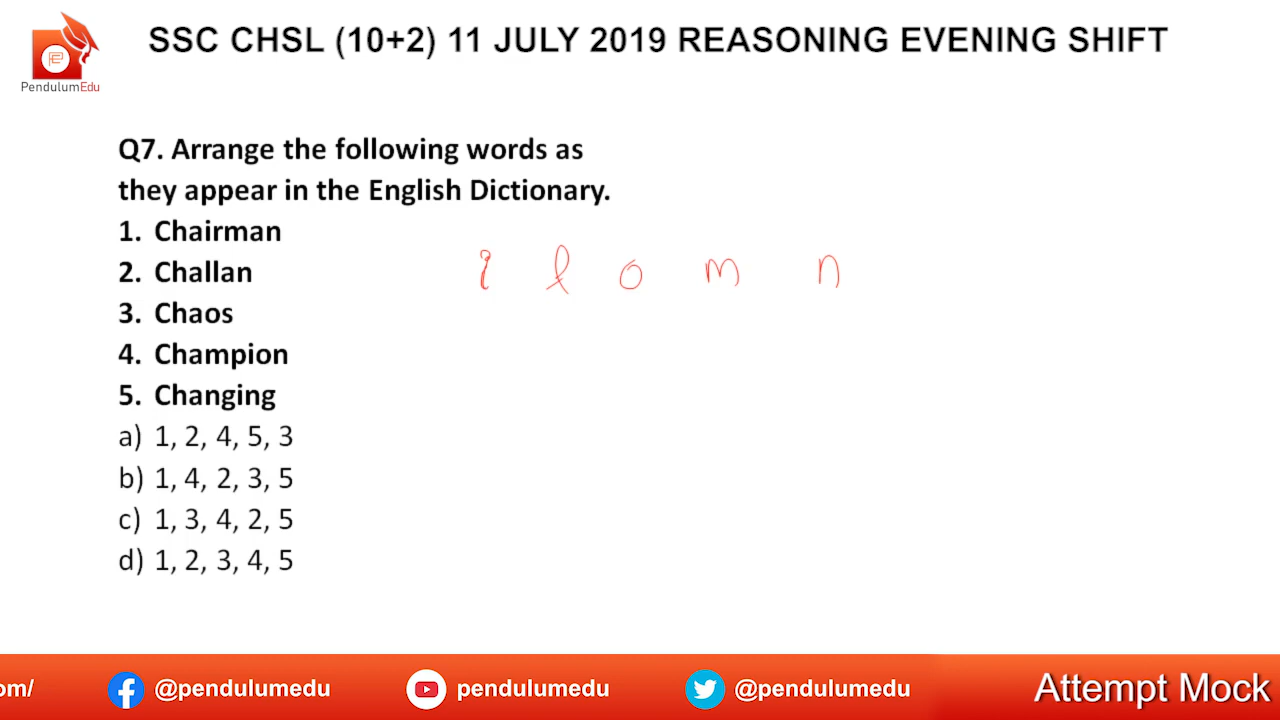 SSC CHSL (10+2) 11 JULY 2019 REASONING EVENING SHIFT
PendulumEdu
Q7. Arrange the following words as
they appear in the English Dictionary.
1. Chairman
2. Challan
i l o m n
3. Chaos
4. Champion
5. Changing
a) 1, 2, 4, 5, 3
b) 1, 4, 2, 3, 5
c) 1, 3, 4, 2, 5
d) 1, 2, 3, 4, 5
om/ @pendulumedu pendulumedu @pendulumedu Attempt Mock